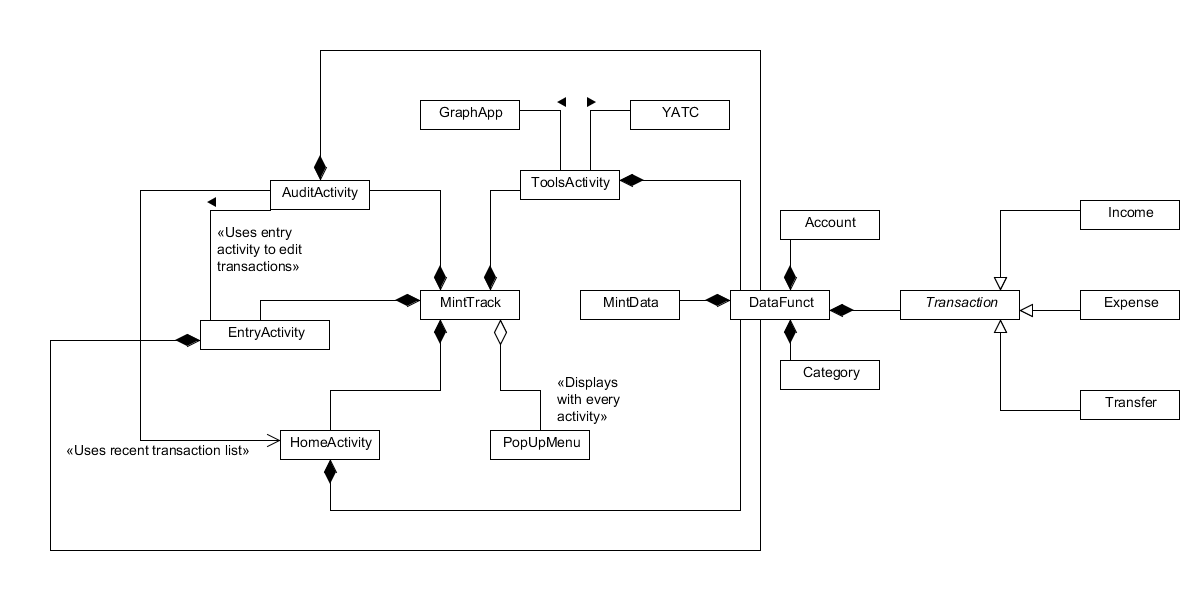 GraphApp
YATC
AuditActivity
ToolsActivity
«Uses entry
activity to edit
transactions»
Account
Income
MintTrack
MintData
DataFunct
Transaction
Expense
EntryActivity
Category
«Displays
with every
activity»
Transfer
HomeActivity
PopUpMenu
«Uses recent transaction list»